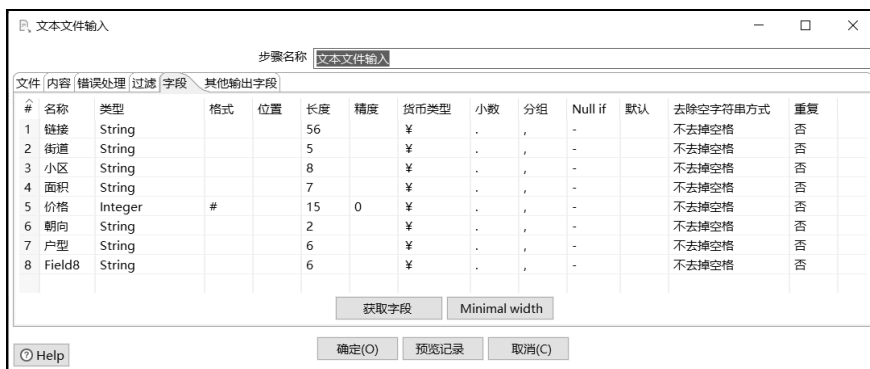 文本文件输入
步骤名称 文本文件输入
文件 内容 错误处理 过滤 字段 其他输出字段
# 名称 类型 格式 位置 长度 精度 货币类型 小数 分组 Null if 默认 去除空字符串方式 重复
1 链接 String 56 ¥ . , - 不去掉空格 否
2 街道 String 5 ¥ . , - 不去掉空格 否
3 小区 String 8 ¥ . , - 不去掉空格 否
4 面积 String 7 ¥ . , - 不去掉空格 否
5 价格 Integer # 15 0 ¥ . , - 不去掉空格 否
6 朝向 String 2 ¥ . , - 不去掉空格 否
7 户型 String 6 ¥ . , - 不去掉空格 否
8 Field8 String 6 ¥ . , - 不去掉空格 否
获取字段 Minimal width
Help 确定(O) 预览记录 取消(C)